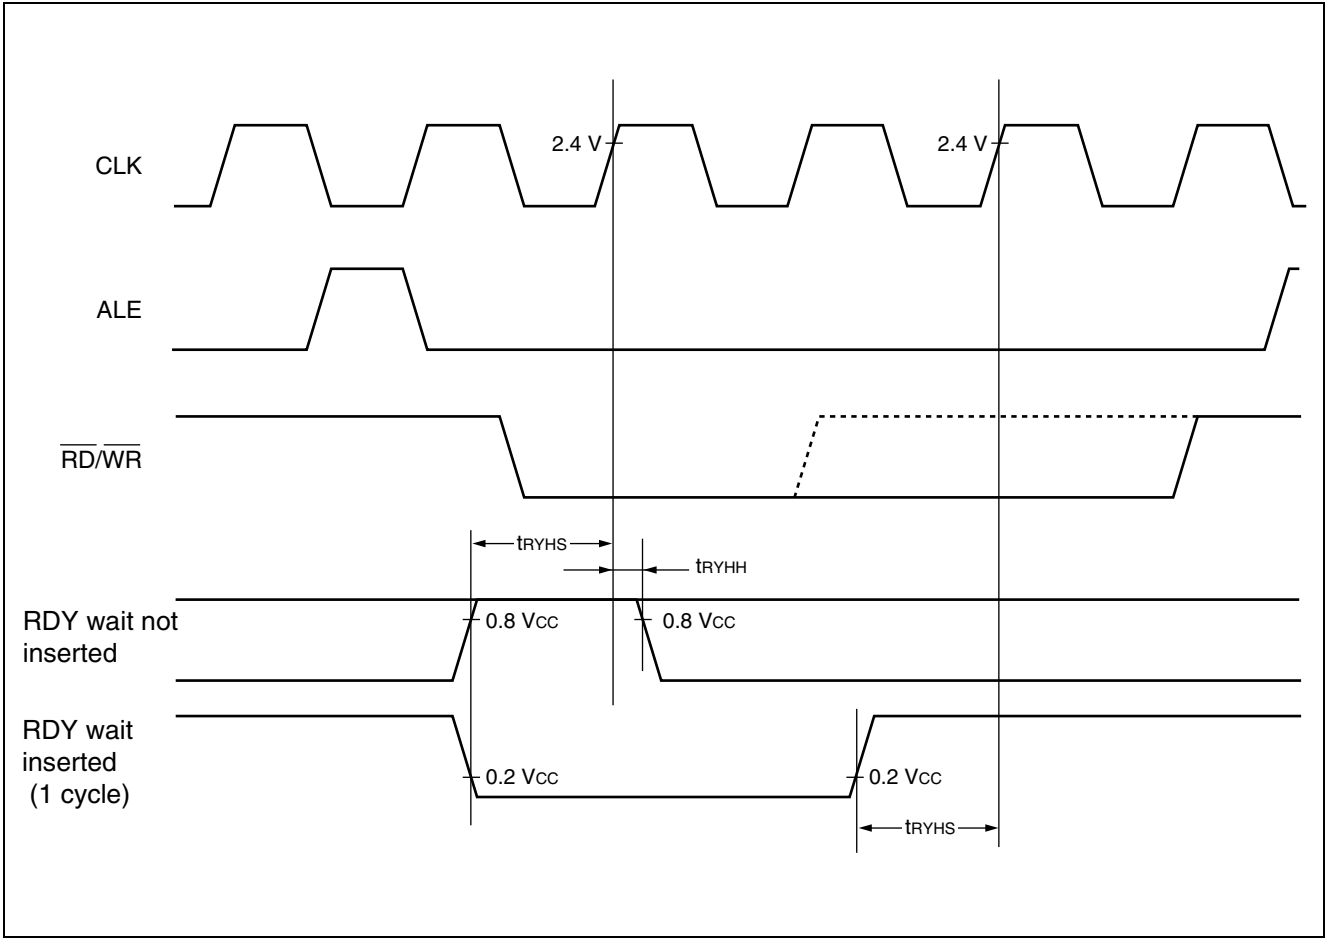 CLK
2.4 V
2.4 V
ALE
RD/WR
tRYHS
tRYHH
RDY wait not
inserted
0.8 VCC
0.8 VCC
RDY wait
inserted
(1 cycle)
0.2 VCC
0.2 VCC
tRYHS